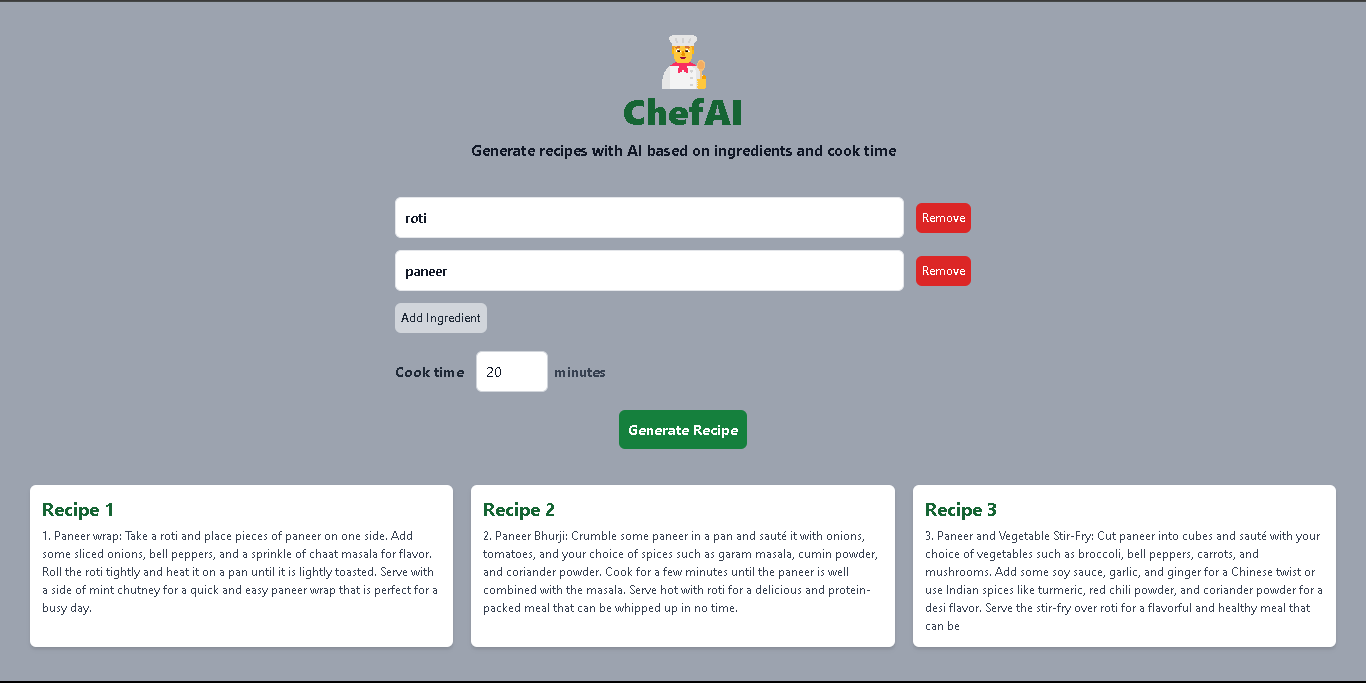 ChefAI
Generate recipes with AI based on ingredients and cook time
roti
Remove
paneer
Remove
Add Ingredient
Cook time 20 minutes
Generate Recipe
Recipe 1
1. Paneer wrap: Take a roti and place pieces of paneer on one side. Add
some sliced onions, bell peppers, and a sprinkle of chaat masala for flavor.
Roll the roti tightly and heat it on a pan until it is lightly toasted. Serve with
a side of mint chutney for a quick and easy paneer wrap that is perfect for a
busy day.
Recipe 2
2. Paneer Bhurji: Crumble some paneer in a pan and sauté it with onions,
tomatoes, and your choice of spices such as garam masala, cumin powder,
and coriander powder. Cook for a few minutes until the paneer is well
combined with the masala. Serve hot with roti for a delicious and protein-
packed meal that can be whipped up in no time.
Recipe 3
3. Paneer and Vegetable Stir-Fry: Cut paneer into cubes and sauté with your
choice of vegetables such as broccoli, bell peppers, carrots, and
mushrooms. Add some soy sauce, garlic, and ginger for a Chinese twist or
use Indian spices like turmeric, red chili powder, and coriander powder for a
desi flavor. Serve the stir-fry over roti for a flavorful and healthy meal that
can be